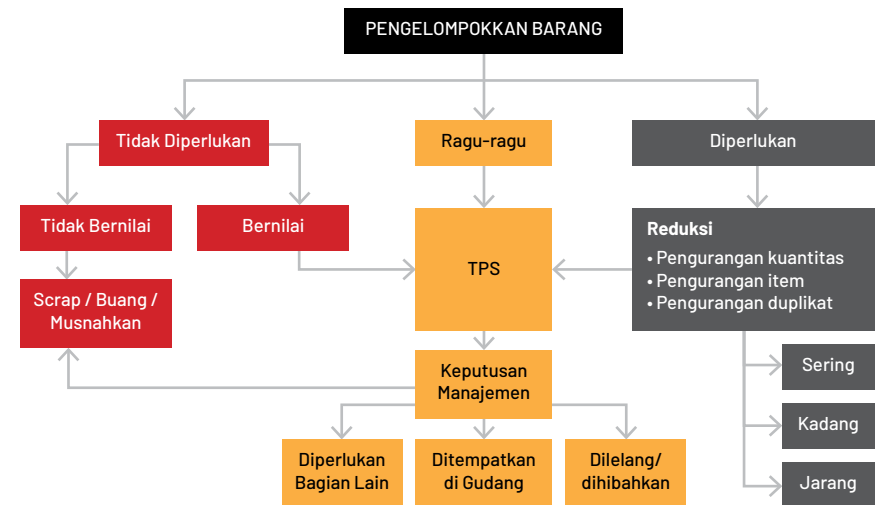 PENGELOMPOKKAN BARANG
Tidak Diperlukan
Ragu-ragu
Diperlukan
Tidak Bernilai
Bernilai
TPS
Reduksi
• Pengurangan kuantitas
• Pengurangan item
• Pengurangan duplikat
Scrap / Buang /
Musnahkan
Keputusan
Manajemen
Sering
Kadang
Jarang
Diperlukan
Bagian Lain
Ditempatkan
di Gudang
Dilelang/
dihibahkan